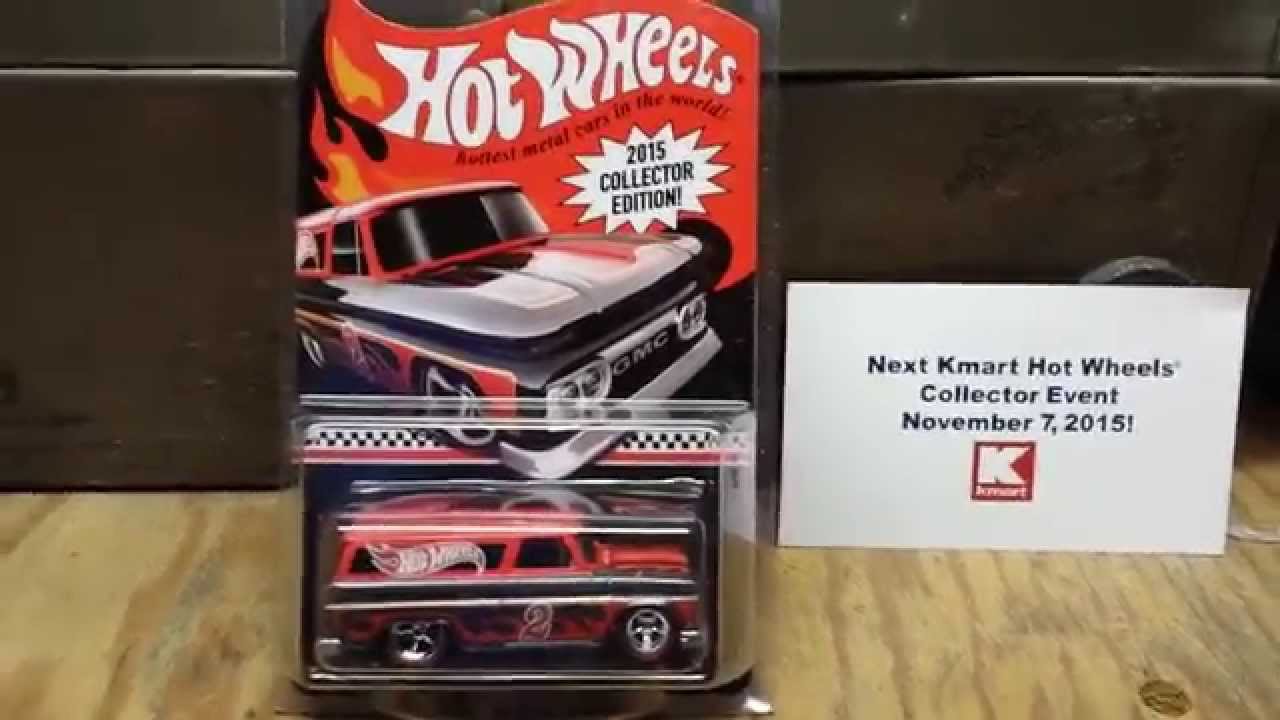 Hot Wheels®
hottest metal cars in the world!
2015
COLLECTOR
EDITION!
GMC
HOT WHEELS
2
Next Kmart Hot Wheels®
Collector Event
November 7, 2015!
K
kmart